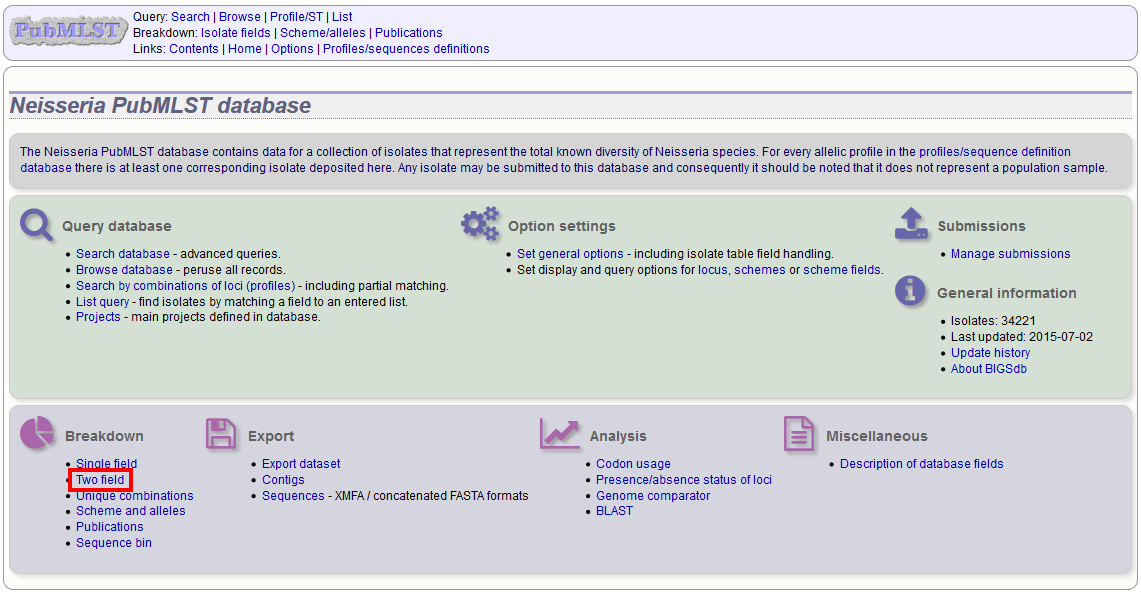 PubMLST
Query: Search | Browse | Profile/ST | List
Breakdown: Isolate fields | Scheme/alleles | Publications
Links: Contents | Home | Options | Profiles/sequences definitions
Neisseria PubMLST database
The Neisseria PubMLST database contains data for a collection of isolates that represent the total known diversity of Neisseria species. For every allelic profile in the profiles/sequence definition
database there is at least one corresponding isolate deposited here. Any isolate may be submitted to this database and consequently it should be noted that it does not represent a population sample.
Query database
Search database - advanced queries.
Browse database - peruse all records.
Search by combinations of loci (profiles) - including partial matching.
List query - find isolates by matching a field to an entered list.
Projects - main projects defined in database.
Option settings
Set general options - including isolate table field handling.
Set display and query options for locus, schemes or scheme fields.
Submissions
Manage submissions
General information
Isolates: 34221
Last updated: 2015-07-02
Update history
About BIGSdb
Breakdown
Single field
Two field
Unique combinations
Scheme and alleles
Publications
Sequence bin
Export
Export dataset
Contigs
Sequences - XMFA / concatenated FASTA formats
Analysis
Codon usage
Presence/absence status of loci
Genome comparator
BLAST
Miscellaneous
Description of database fields